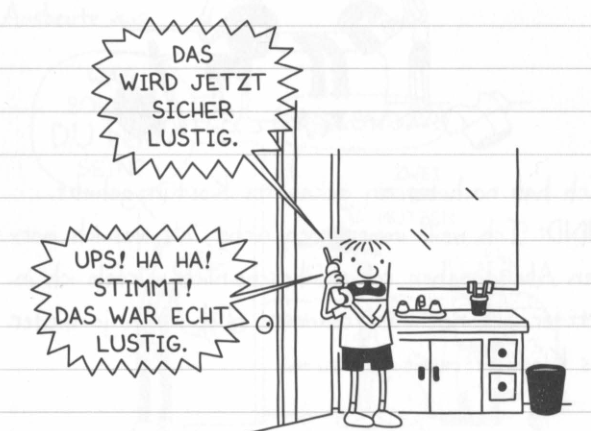 DAS
WIRD JETZT
SICHER
LUSTIG.
UPS! HA HA!
STIMMT!
DAS WAR ECHT
LUSTIG.